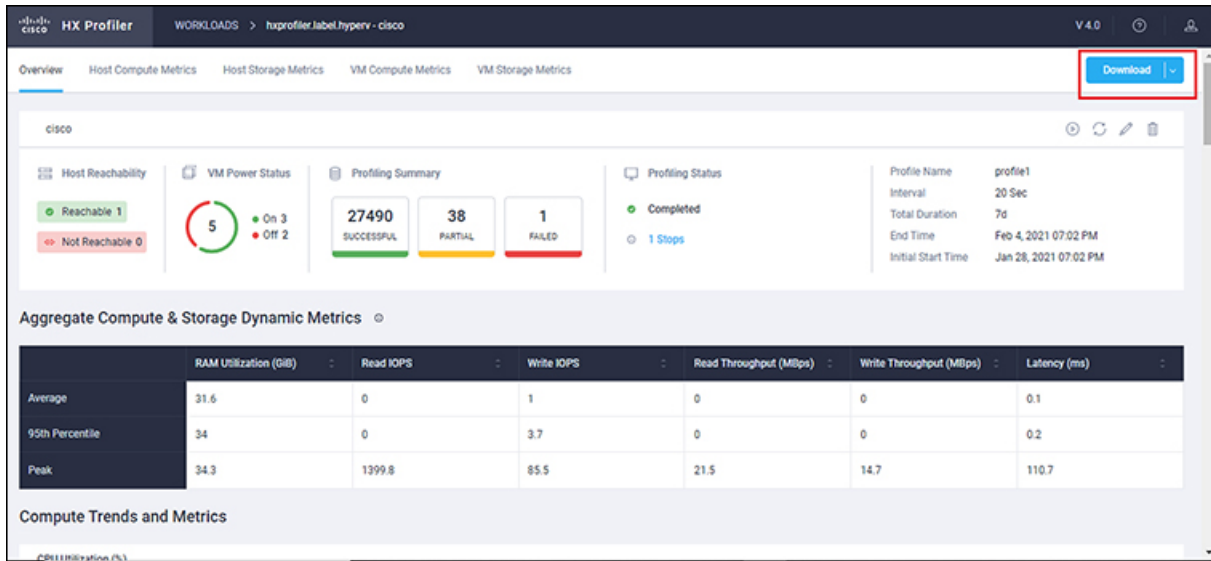 cisco HX Profiler WORKLOADS > hxprofiler.label.hyperv - cisco V 4.0
Overview Host Compute Metrics Host Storage Metrics VM Compute Metrics VM Storage Metrics Download
cisco
Host Reachability VM Power Status Profiling Summary Profiling Status Profile Name profile1
Interval 20 Sec
Reachable 1 5 On 3 27490 38 1 Completed Total Duration 7d
Not Reachable 0 Off 2 SUCCESSFUL PARTIAL FAILED 1 Stops End Time Feb 4, 2021 07:02 PM
Initial Start Time Jan 28, 2021 07:02 PM
Aggregate Compute & Storage Dynamic Metrics
RAM Utilization (GiB) Read IOPS Write IOPS Read Throughput (MBps) Write Throughput (MBps) Latency (ms)
Average 31.6 0 1 0 0 0.1
95th Percentile 34 0 3.7 0 0 0.2
Peak 34.3 1399.8 85.5 21.5 14.7 110.7
Compute Trends and Metrics
CPU Utilization (%)